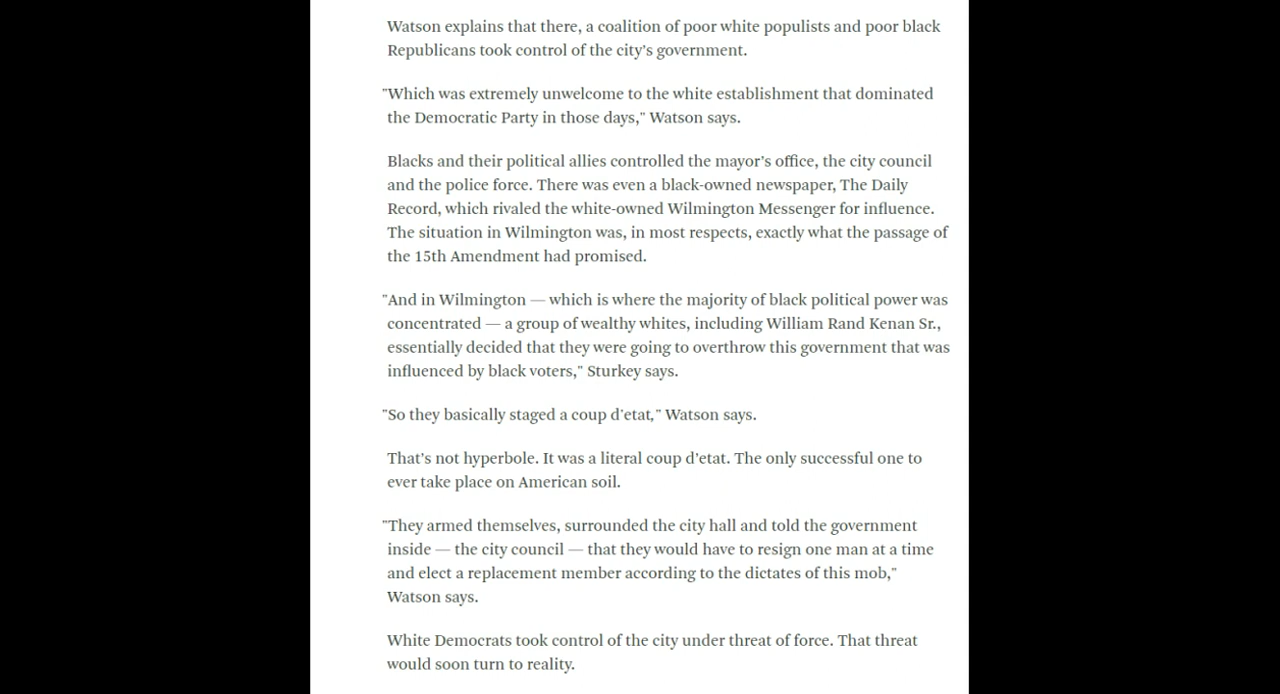 Watson explains that there, a coalition of poor white populists and poor black
Republicans took control of the city’s government.
"Which was extremely unwelcome to the white establishment that dominated
the Democratic Party in those days," Watson says.
Blacks and their political allies controlled the mayor’s office, the city council
and the police force. There was even a black-owned newspaper, The Daily
Record, which rivaled the white-owned Wilmington Messenger for influence.
The situation in Wilmington was, in most respects, exactly what the passage of
the 15th Amendment had promised.
"And in Wilmington — which is where the majority of black political power was
concentrated — a group of wealthy whites, including William Rand Kenan Sr.,
essentially decided that they were going to overthrow this government that was
influenced by black voters," Sturkey says.
"So they basically staged a coup d'etat," Watson says.
That’s not hyperbole. It was a literal coup d’etat. The only successful one to
ever take place on American soil.
"They armed themselves, surrounded the city hall and told the government
inside — the city council — that they would have to resign one man at a time
and elect a replacement member according to the dictates of this mob,"
Watson says.
White Democrats took control of the city under threat of force. That threat
would soon turn to reality.